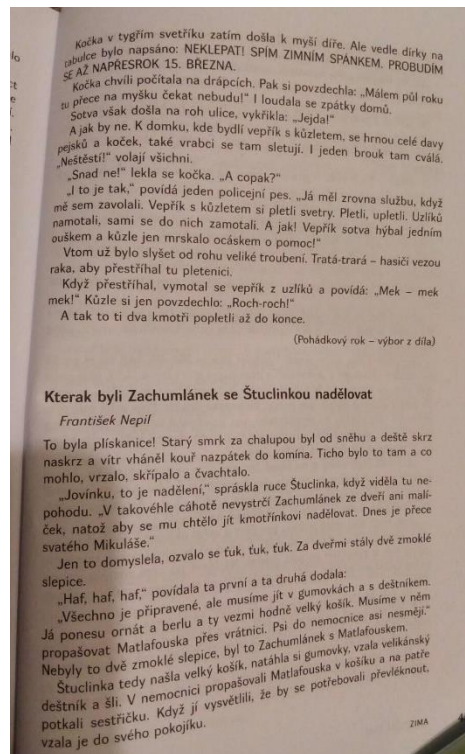 Kočka v tygřím svetříku zatím došla k myší díře. Ale vedle dírky na
tabulce bylo napsáno: NEKLEPAT! SPÍM ZIMNÍM SPÁNKEM. PROBUDÍM
SE AŽ NAPŘESROK 15. BŘEZNA.
Kočka chvíli počítala na drápcích. Pak si povzdechla: „Málem půl roku
tu přece na myšku čekat nebudu!" I loudala se zpátky domů.
Sotva však došla na roh ulice, vykřikla: „Jejda!"
A jak by ne. K domku, kde bydlí vepřík s kůzletem, se hrnou celé davy
pejsků a koček, také vrabci se tam sletují. I jeden brouk tam cválá.
„Neštěstí!" volají všichni.
„Snad ne!" lekla se kočka. „A copak?"
„I to je tak," povídá jeden policejní pes. „Já měl zrovna službu, když
mě sem zavolali. Vepřík s kůzletem si pletli svetry. Pletli, upletli. Uzlíků
namotali, sami se do nich zamotali. A jak! Vepřík sotva hýbal jedním
ouškem a kůzle jen mrskalo ocáskem o pomoc!"
Vtom už bylo slyšet od rohu veliké troubení. Tratá-trará – hasiči vezou
raka, aby přestříhal tu pletenici.
Když přestříhal, vymotal se vepřík z uzlíků a povídá: „Mek – mek
mek!" Kůzle si jen povzdechlo: „Roch-roch!"
A tak to ti dva kmotři popletli až do konce.
(Pohádkový rok – výbor z díla)
Kterak byli Zachumlánek se Štuclinkou nadělovat
František Nepil
To byla plískanice! Starý smrk za chalupou byl od sněhu a deště skrz
naskrz a vítr vháněl kouř nazpátek do komína. Ticho bylo to tam a co
mohlo, vrzalo, skřípalo a čvachtalo.
„Jovínku, to je nadělení," spráskla ruce Štuclinka, když viděla tu ne-
pohodu. „V takovéhle cáhotě nevystrčí Zachumlánek ze dveří ani malí-
ček, natož aby se mu chtělo jít kmotřínkovi nadělovat. Dnes je přece
svatého Mikuláše."
Jen to domyslela, ozvalo se ťuk, ťuk, ťuk. Za dveřmi stály dvě zmoklé
slepice.
„Haf, haf, haf," povídala ta první a ta druhá dodala:
„Všechno je připravené, ale musíme jít v gumovkách a s deštníkem.
Já ponesu ornát a berlu a ty vezmi hodně velký košík. Musíme v něm
propašovat Matlafouska přes vrátnici. Psi do nemocnice asi nesmějí."
Nebyly to dvě zmoklé slepice, byl to Zachumlánek s Matlafouskem.
Štuclinka tedy našla velký košík, natáhla si gumovky, vzala velikánský
deštník a šli. V nemocnici propašovali Matlafouska v košíku a na patře
potkali sestřičku. Když jí vysvětlili, že by se potřebovali převléknout,
vzala je do svého pokojíku.
ZIMA